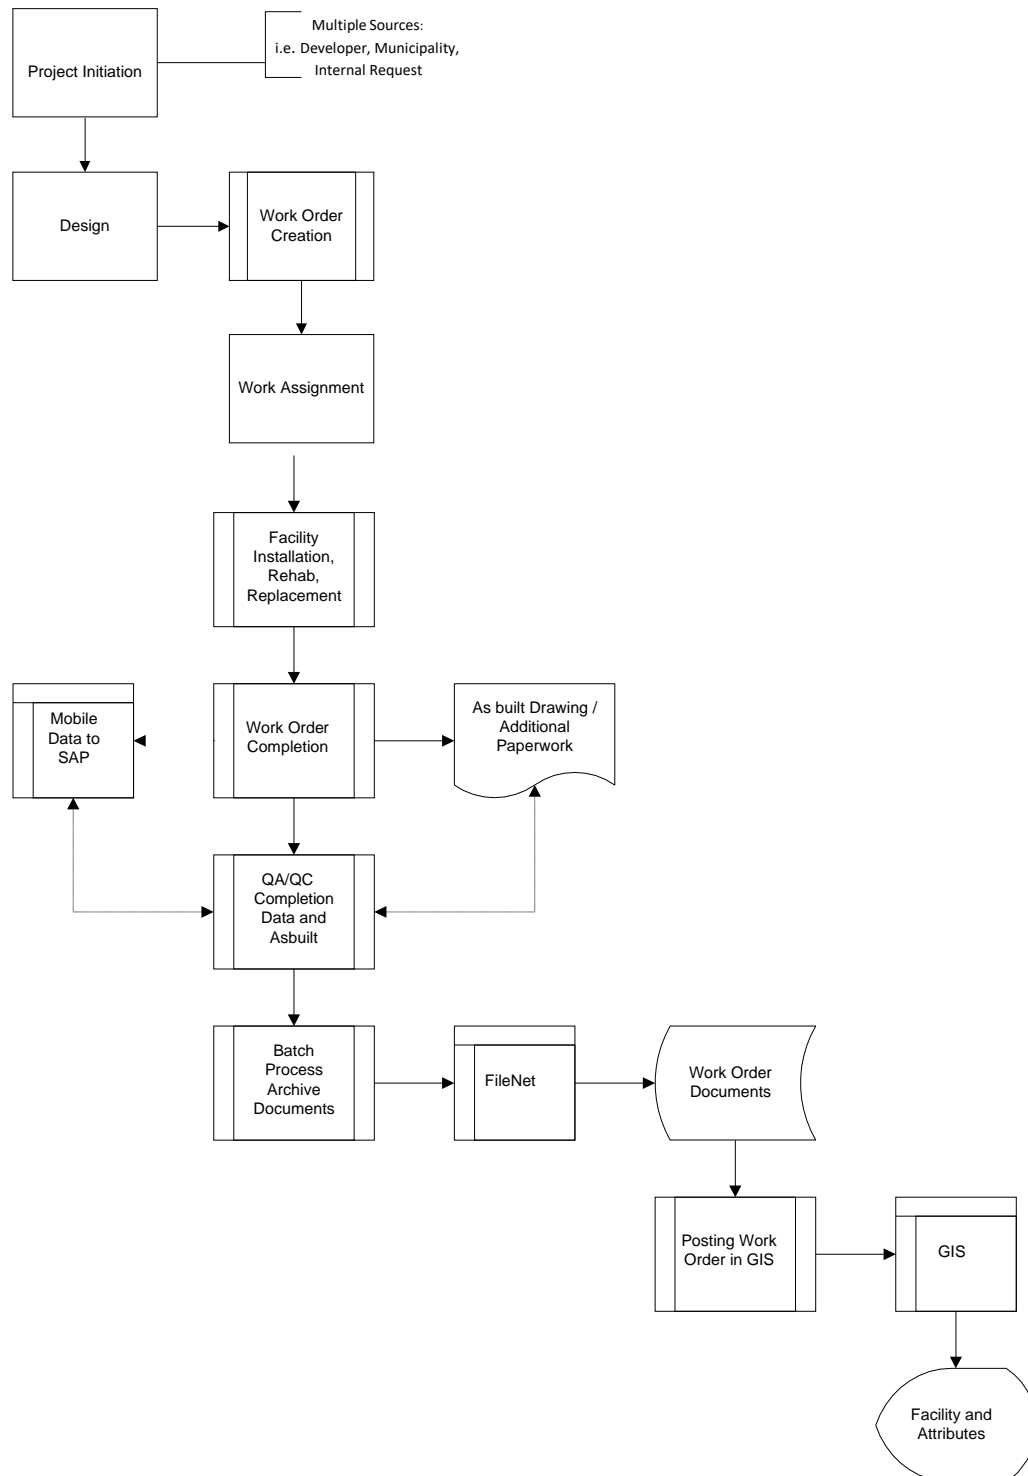 Multiple Sources:
i.e. Developer, Municipality,
Internal Request
Project Initiation
Design
Work Order
Creation
Work Assignment
Facility
Installation,
Rehab,
Replacement
Mobile
Data to
SAP
Work Order
Completion
As built Drawing /
Additional
Paperwork
QA/QC
Completion
Data and
Asbuilt
Batch
Process
Archive
Documents
FileNet
Work Order
Documents
Posting Work
Order in GIS
GIS
Facility and
Attributes